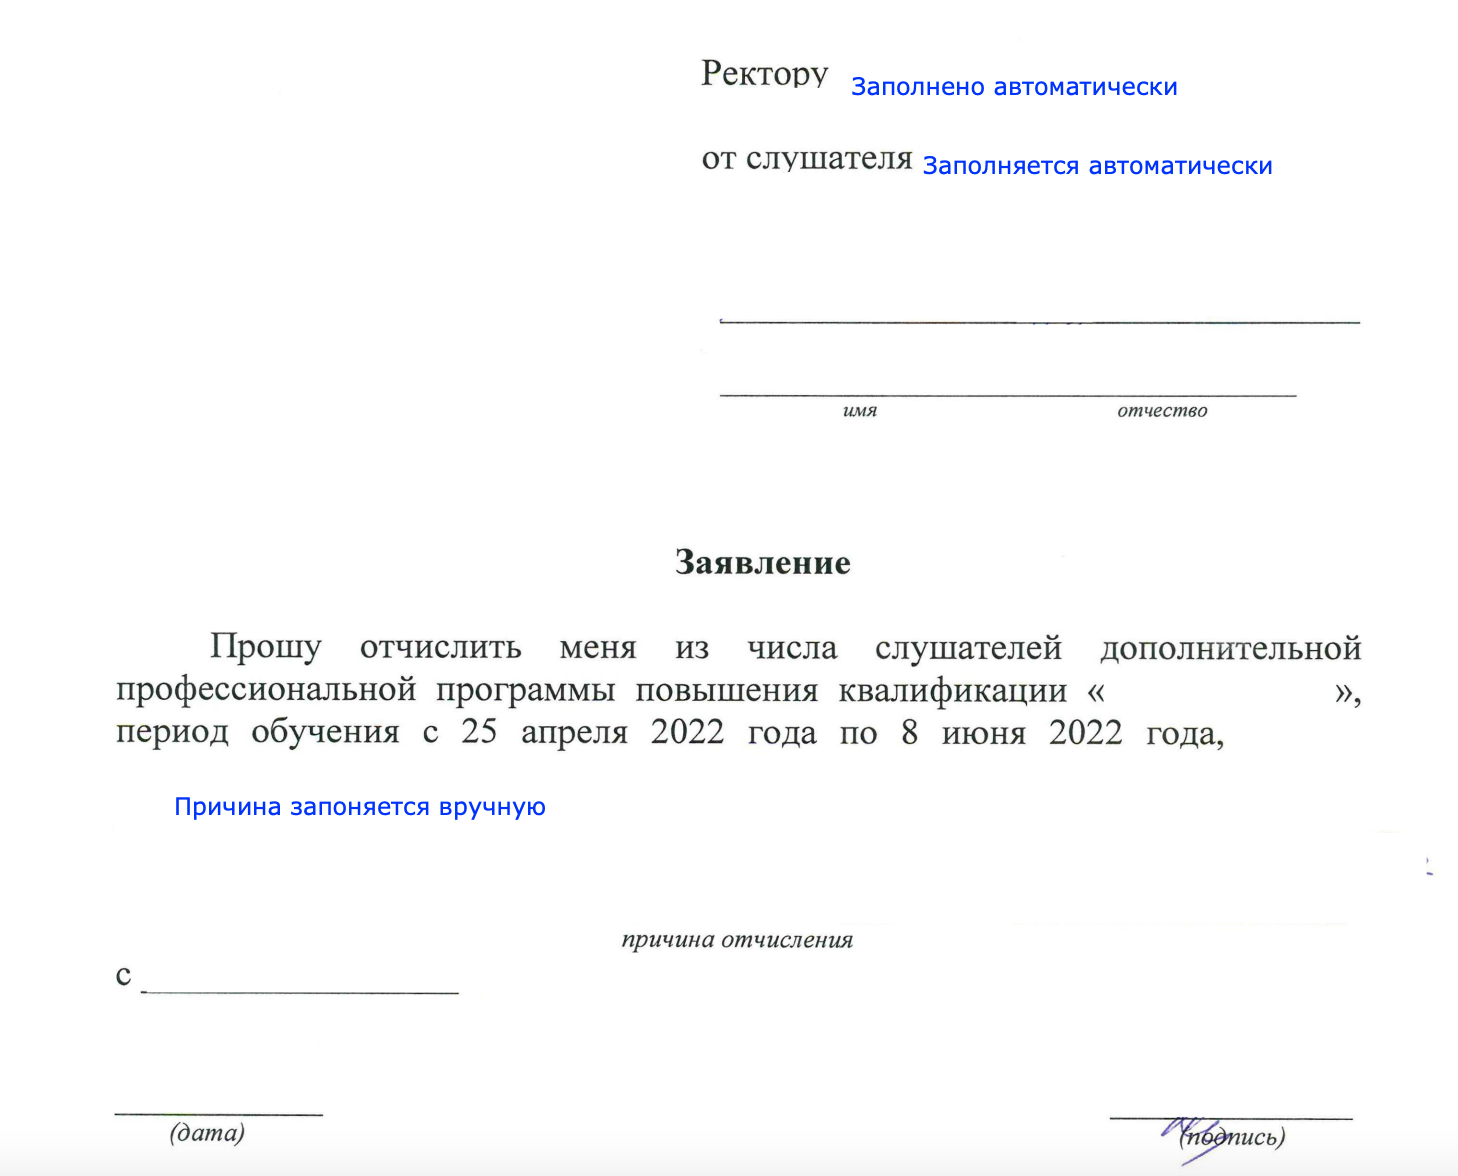 Ректору Заполнено автоматически
от слушателя Заполняется автоматически
имя отчество
Заявление
Прошу отчислить меня из числа слушателей дополнительной
профессиональной программы повышения квалификации « »,
период обучения с 25 апреля 2022 года по 8 июня 2022 года,
Причина запоняется вручную
причина отчисления
с
(дата) (подпись)